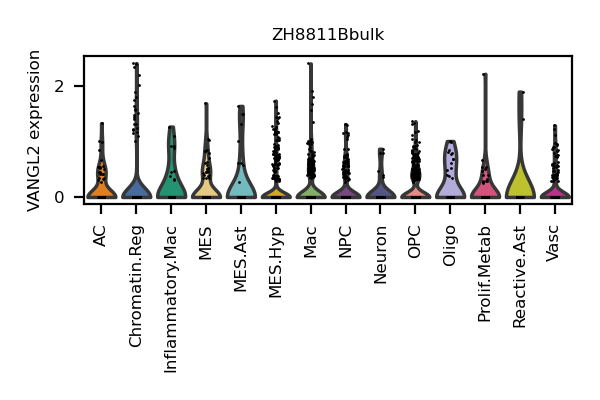 ZH8811Bbulk
VANGL2 expression
2
0
AC
Chromatin.Reg
Inflammatory.Mac
MES
MES.Ast
MES.Hyp
Mac
NPC
Neuron
OPC
Oligo
Prolif.Metab
Reactive.Ast
Vasc